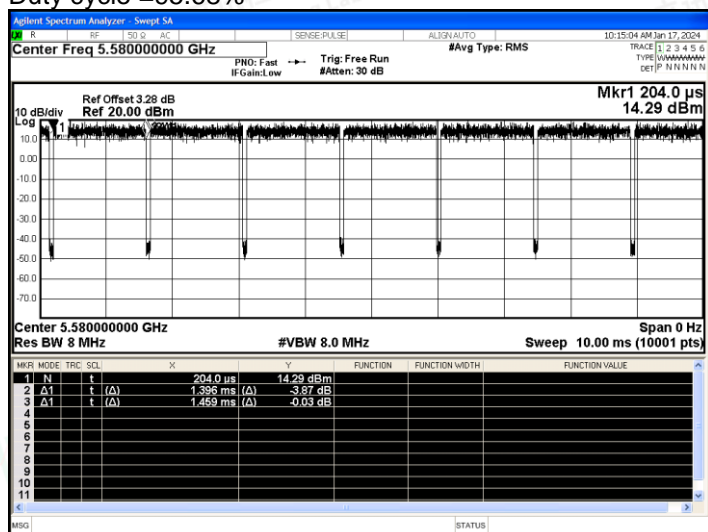 Agilent Spectrum Analyzer - Swept SA
R RF 50 Ω AC SENSE:PULSE ALIGN AUTO 10:15:04 AM Jan 17, 2024
Center Freq 5.580000000 GHz #Avg Type: RMS TRACE 1 2 3 4 5 6
PNO: Fast Trig: Free Run TYPE
IFGain:Low #Atten: 30 dB DET P N N N N N
Mkr1 204.0 µs
Ref Offset 3.28 dB
10 dB/div Ref 20.00 dBm 14.29 dBm
Log
1
10.0
0.00
-10.0
-20.0
-30.0
-40.0
-50.0
-60.0
-70.0
Center 5.580000000 GHz Span 0 Hz
Res BW 8 MHz #VBW 8.0 MHz Sweep 10.00 ms (10001 pts)
MKR MODE TRC SCL X Y FUNCTION FUNCTION WIDTH FUNCTION VALUE
1 N t 204.0 µs 14.29 dBm
2 Δ1 t (Δ) 1.396 ms (Δ) -3.87 dB
3 Δ1 t (Δ) 1.459 ms (Δ) -0.03 dB
4
5
6
7
8
9
10
11
MSG STATUS